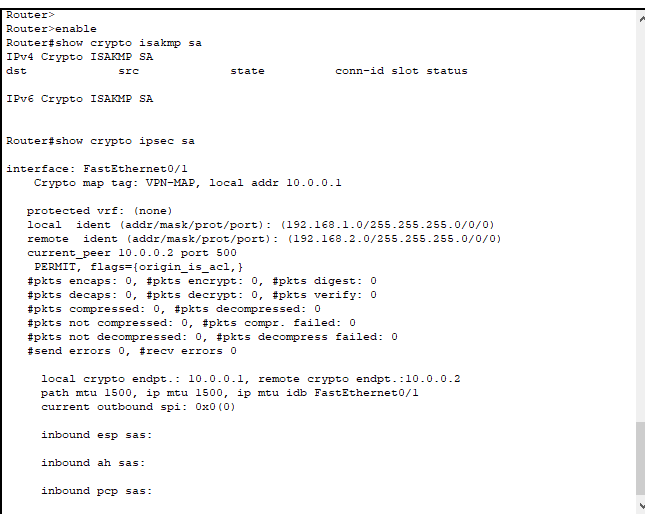 Router>
Router>enable
Router#show crypto isakmp sa
IPv4 Crypto ISAKMP SA
dst             src             state          conn-id slot status

IPv6 Crypto ISAKMP SA


Router#show crypto ipsec sa

interface: FastEthernet0/1
    Crypto map tag: VPN-MAP, local addr 10.0.0.1

   protected vrf: (none)
   local  ident (addr/mask/prot/port): (192.168.1.0/255.255.255.0/0/0)
   remote  ident (addr/mask/prot/port): (192.168.2.0/255.255.255.0/0/0)
   current_peer 10.0.0.2 port 500
    PERMIT, flags={origin_is_acl,}
   #pkts encaps: 0, #pkts encrypt: 0, #pkts digest: 0
   #pkts decaps: 0, #pkts decrypt: 0, #pkts verify: 0
   #pkts compressed: 0, #pkts decompressed: 0
   #pkts not compressed: 0, #pkts compr. failed: 0
   #pkts not decompressed: 0, #pkts decompress failed: 0
   #send errors 0, #recv errors 0

     local crypto endpt.: 10.0.0.1, remote crypto endpt.:10.0.0.2
     path mtu 1500, ip mtu 1500, ip mtu idb FastEthernet0/1
     current outbound spi: 0x0(0)

     inbound esp sas:

     inbound ah sas:

     inbound pcp sas: